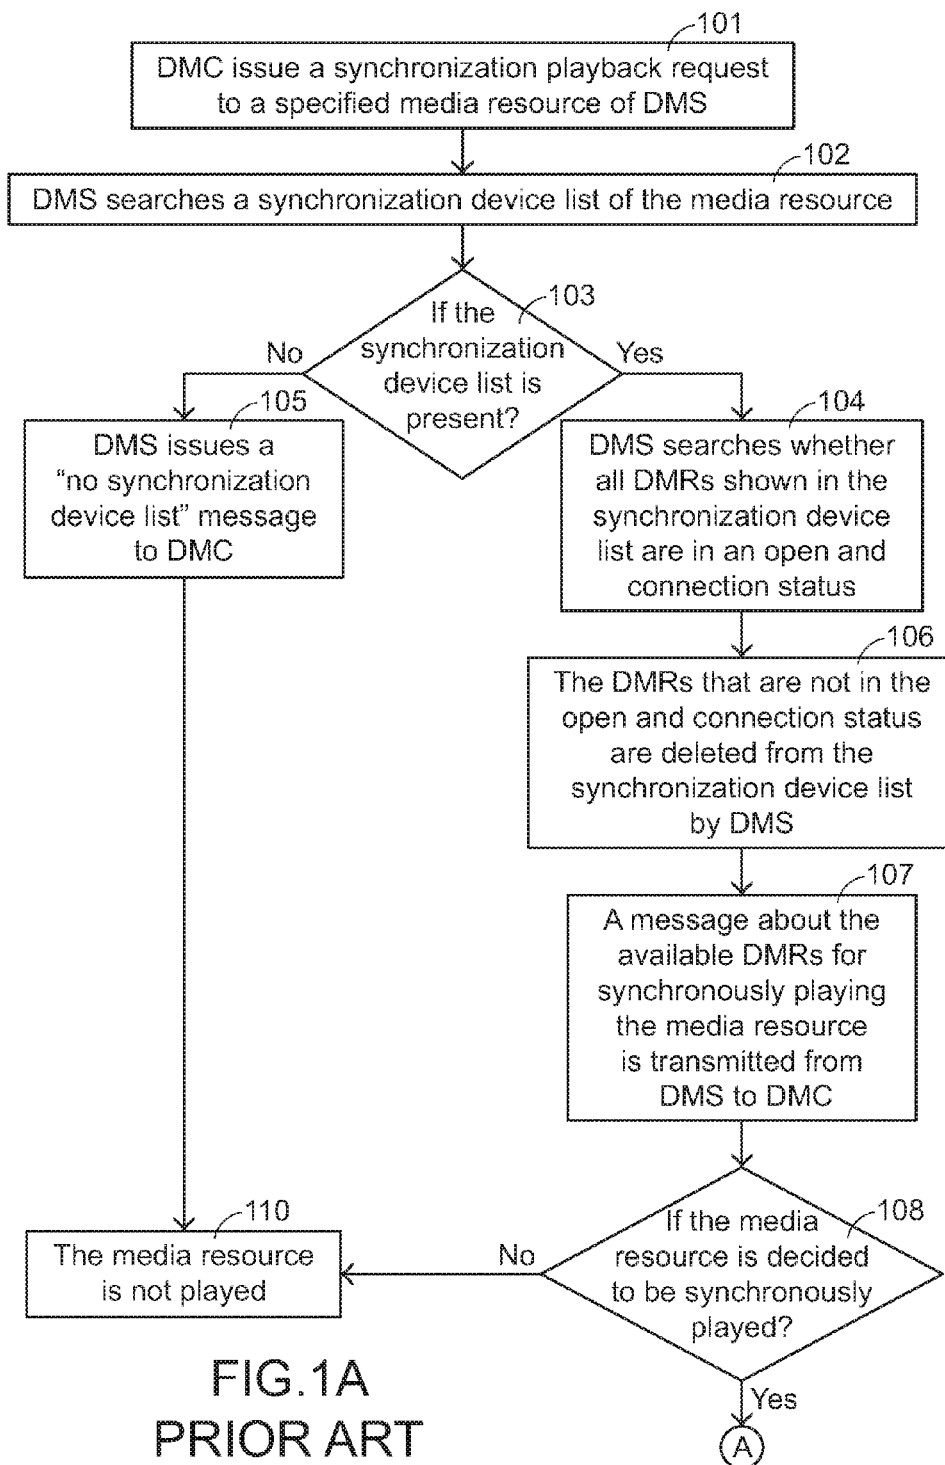 101
DMC issue a synchronization playback request
to a specified media resource of DMS
102
DMS searches a synchronization device list of the media resource
103
If the
synchronization
device list is
present?
No
Yes
105
DMS issues a
“no synchronization
device list” message
to DMC
104
DMS searches whether
all DMRs shown in the
synchronization device
list are in an open and
connection status
106
The DMRs that are not in the
open and connection status
are deleted from the
synchronization device list
by DMS
107
A message about the
available DMRs for
synchronously playing
the media resource
is transmitted from
DMS to DMC
108
If the media
resource is decided
to be synchronously
played?
No
110
The media resource
is not played
Yes
A
FIG.1A
PRIOR ART